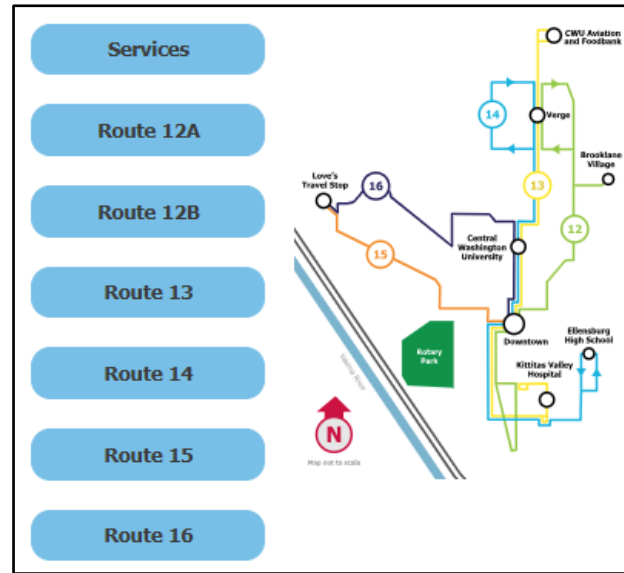 Services
Route 12A
Route 12B
Route 13
Route 14
Route 15
Route 16
CWU Aviation
and Foodbank
14
Verge
Brooklane
Village
Love's
Travel Stop
16
13
12
Central
Washington
University
15
Downtown
Ellensburg
High School
Rotary
Park
Kittitas Valley
Hospital
Yakima River
N
Map not to scale